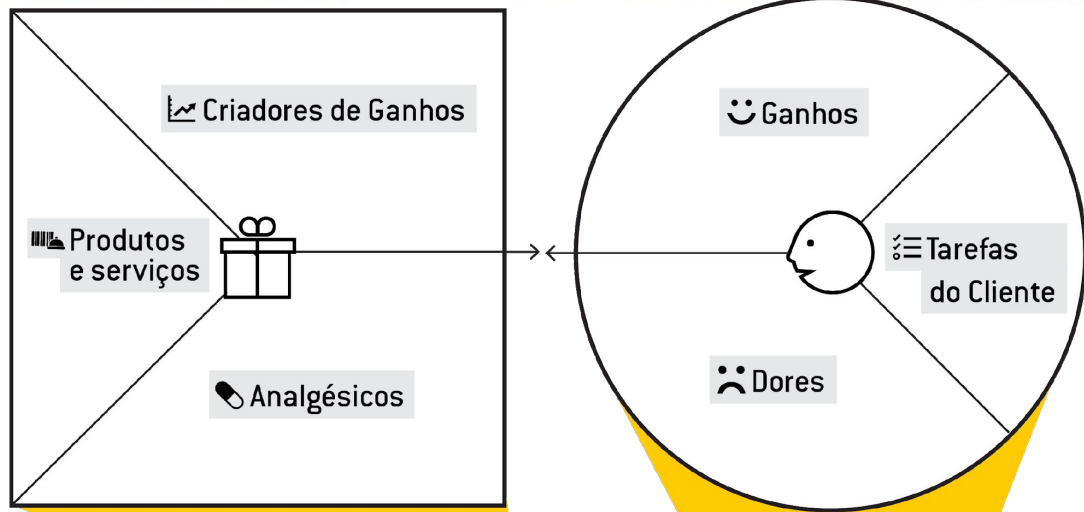 Criadores de Ganhos
Produtos
e serviços
Analgésicos
Ganhos
Tarefas
do Cliente
Dores